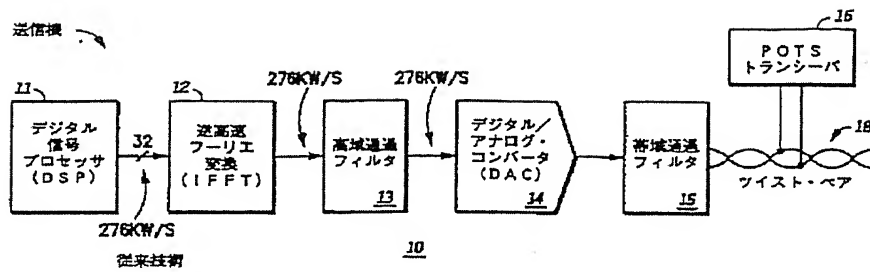 送信機
11
デジタル
信号
プロセッサ
(DSP)
32
276KW/S
従来技術
12
逆高速
フーリエ
変換
(IFFT)
276KW/S
高域通過
フィルタ
13
276KW/S
デジタル/
アナログ・
コンバータ
(DAC)
14
帯域通過
フィルタ
15
16
POTS
トランシーバ
18
ツイスト・ペア
10